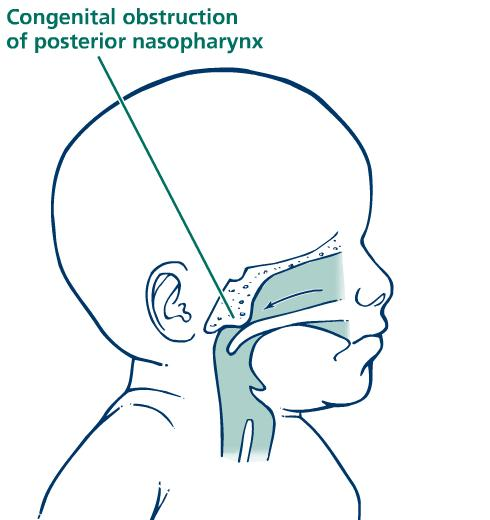 Congenital obstruction
of posterior nasopharynx